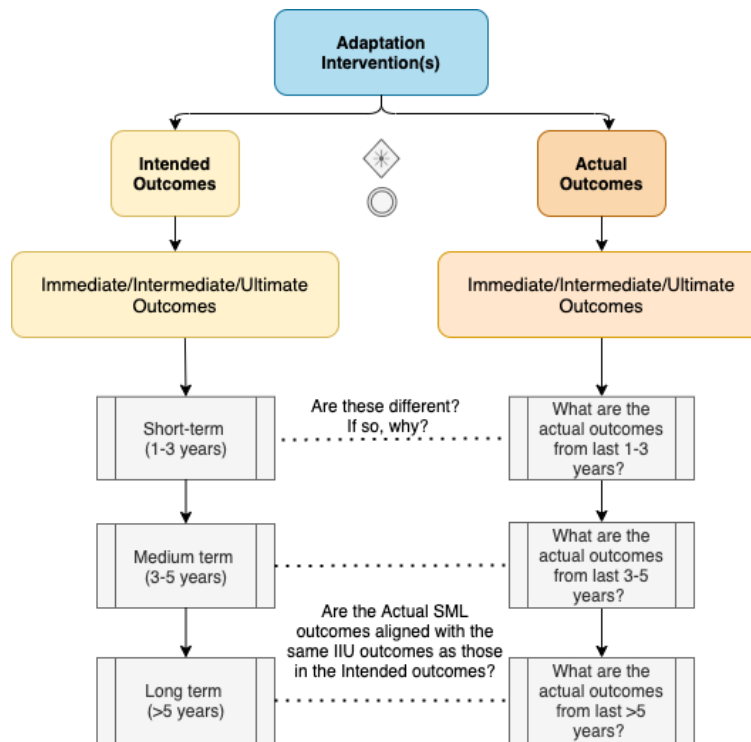 Adaptation
Intervention(s)
Intended
Outcomes
Actual
Outcomes
Immediate/Intermediate/Ultimate
Outcomes
Immediate/Intermediate/Ultimate
Outcomes
Short-term
(1-3 years)
Are these different?
If so, why?
What are the
actual outcomes
from last 1-3
years?
Medium term
(3-5 years)
What are the
actual outcomes
from last 3-5
years?
Are the Actual SML
outcomes aligned with the
same IIU outcomes as those
in the Intended outcomes?
Long term
(>5 years)
What are the
actual outcomes
from last >5
years?